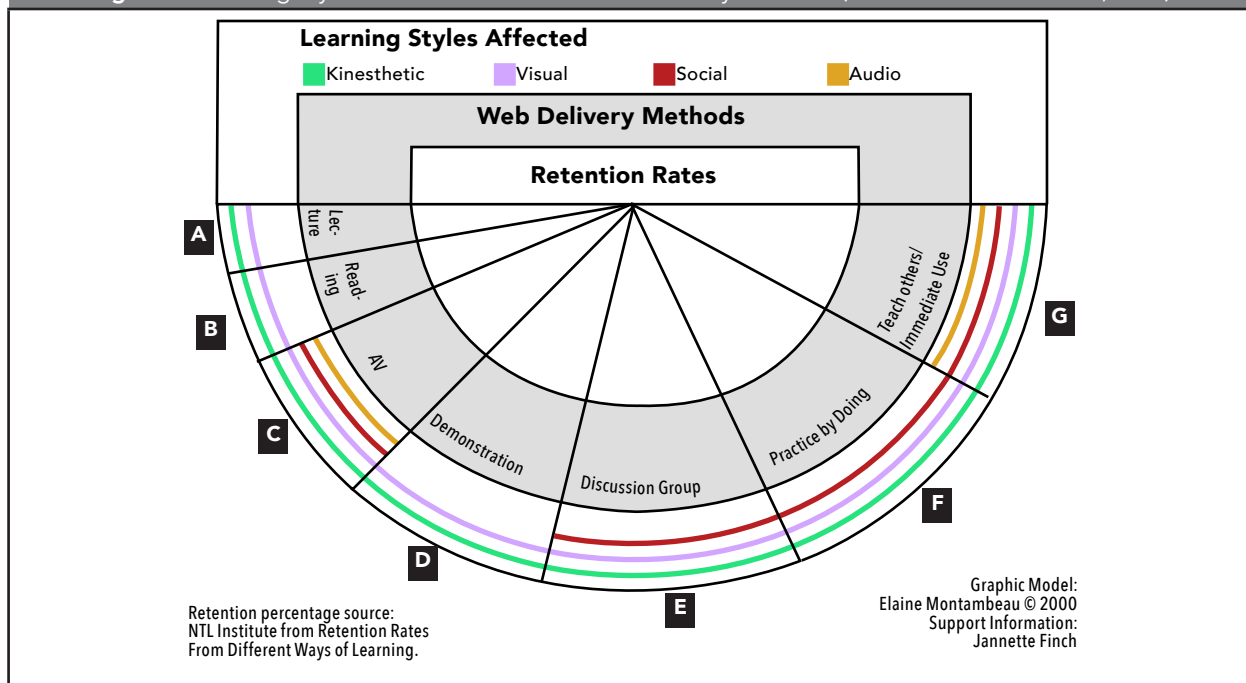 Learning Styles Affected
Kinesthetic Visual Social Audio
Web Delivery Methods
Retention Rates
A
Lec-
ture
B
Read-
ing
C
AV
D
Demonstration
E
Discussion Group
F
Practice by Doing
G
Teach others/
Immediate Use
Retention percentage source:
NTL Institute from Retention Rates
From Different Ways of Learning.
Graphic Model:
Elaine Montambeau © 2000
Support Information:
Jannette Finch